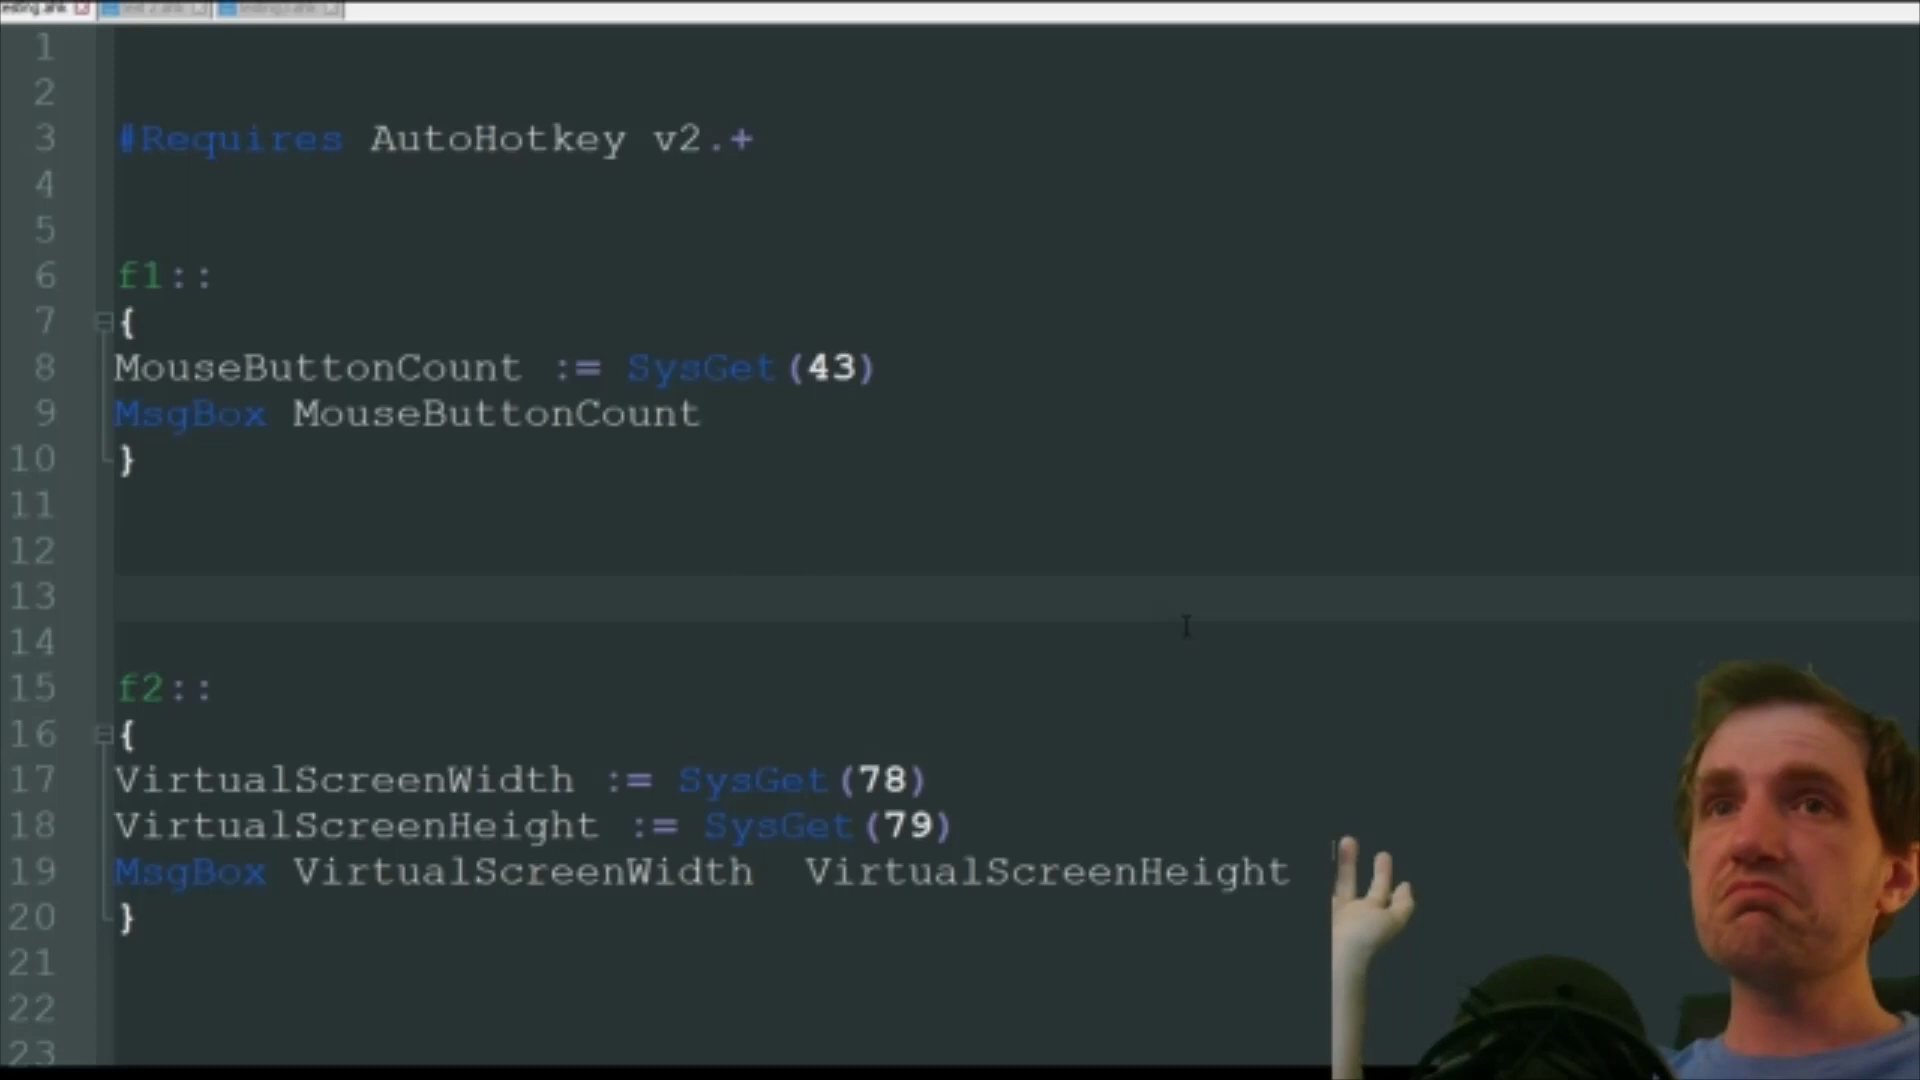 1
2
3 #Requires AutoHotkey v2.+
4
5
6 f1::
7 {
8 MouseButtonCount := SysGet(43)
9 MsgBox MouseButtonCount
10 }
11
12
13
14
15 f2::
16 {
17 VirtualScreenWidth := SysGet(78)
18 VirtualScreenHeight := SysGet(79)
19 MsgBox VirtualScreenWidth  VirtualScreenHeight
20 }
21
22
23